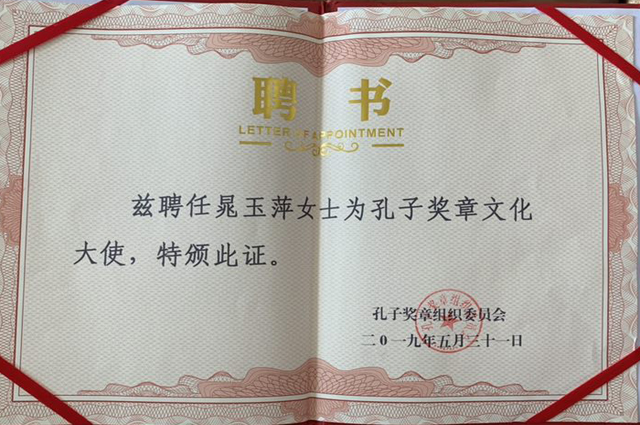 聘书
LETTER OF APPOINTMENT
兹聘任晁玉萍女士为孔子奖章文化
大使，特颁此证。
孔子奖章组织委员会
二0一九年五月三十一日